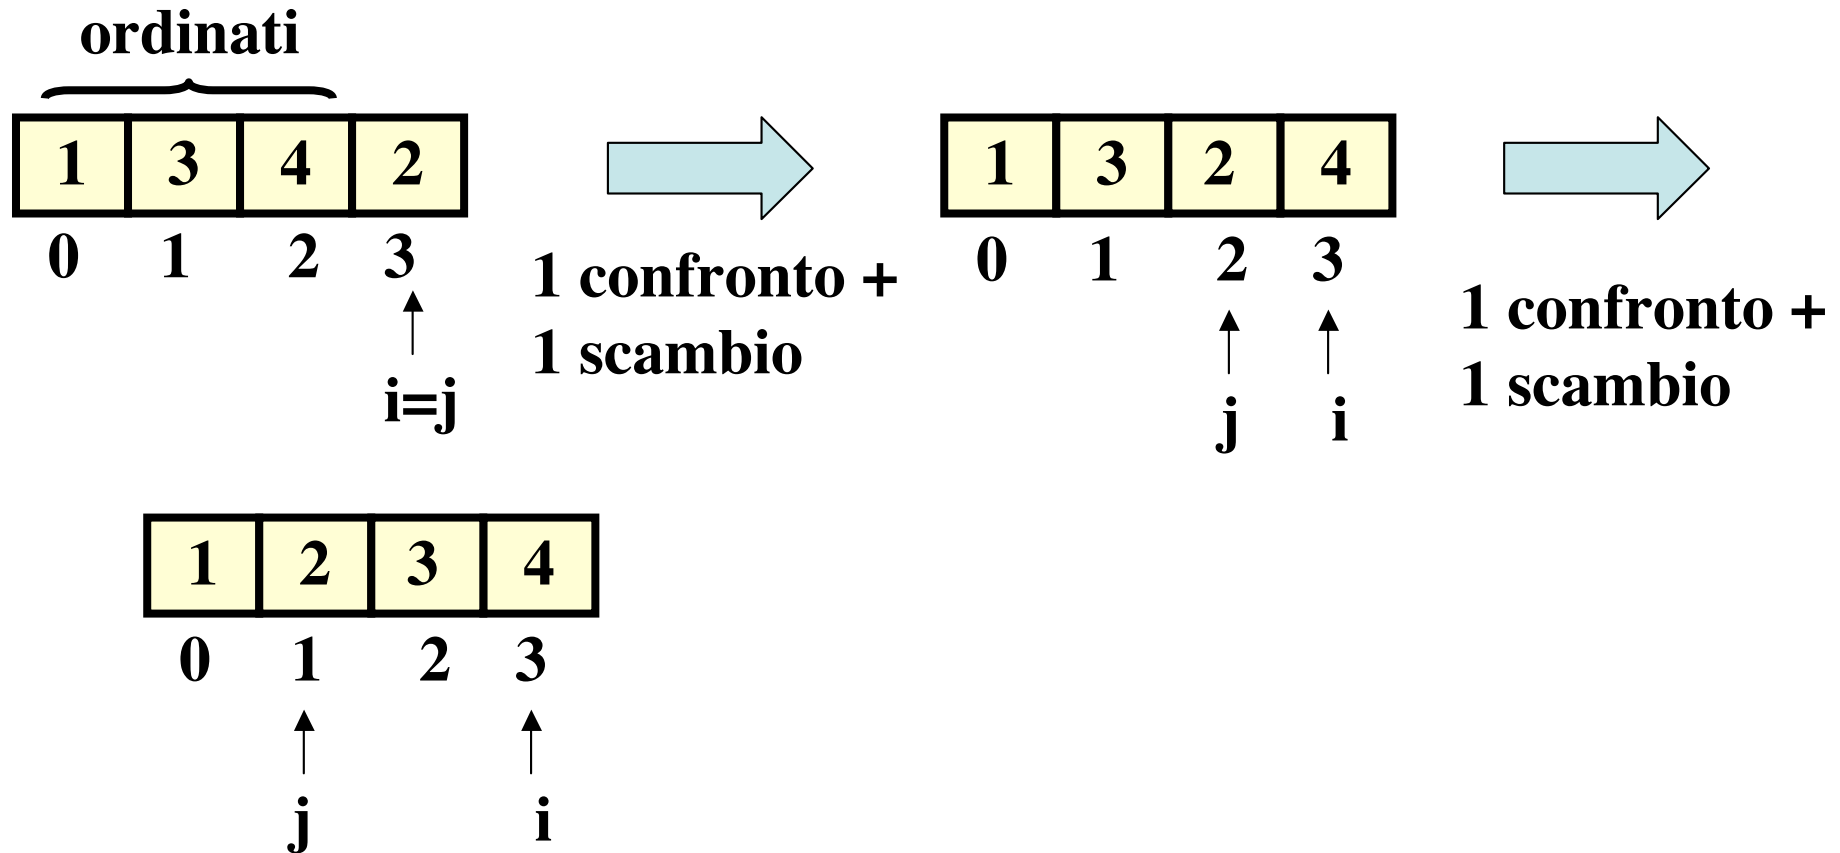 ordinati
1 3 4 2
0 1 2 3
i=j
1 confronto +
1 scambio
1 3 2 4
0 1 2 3
j i
1 confronto +
1 scambio
1 2 3 4
0 1 2 3
j i